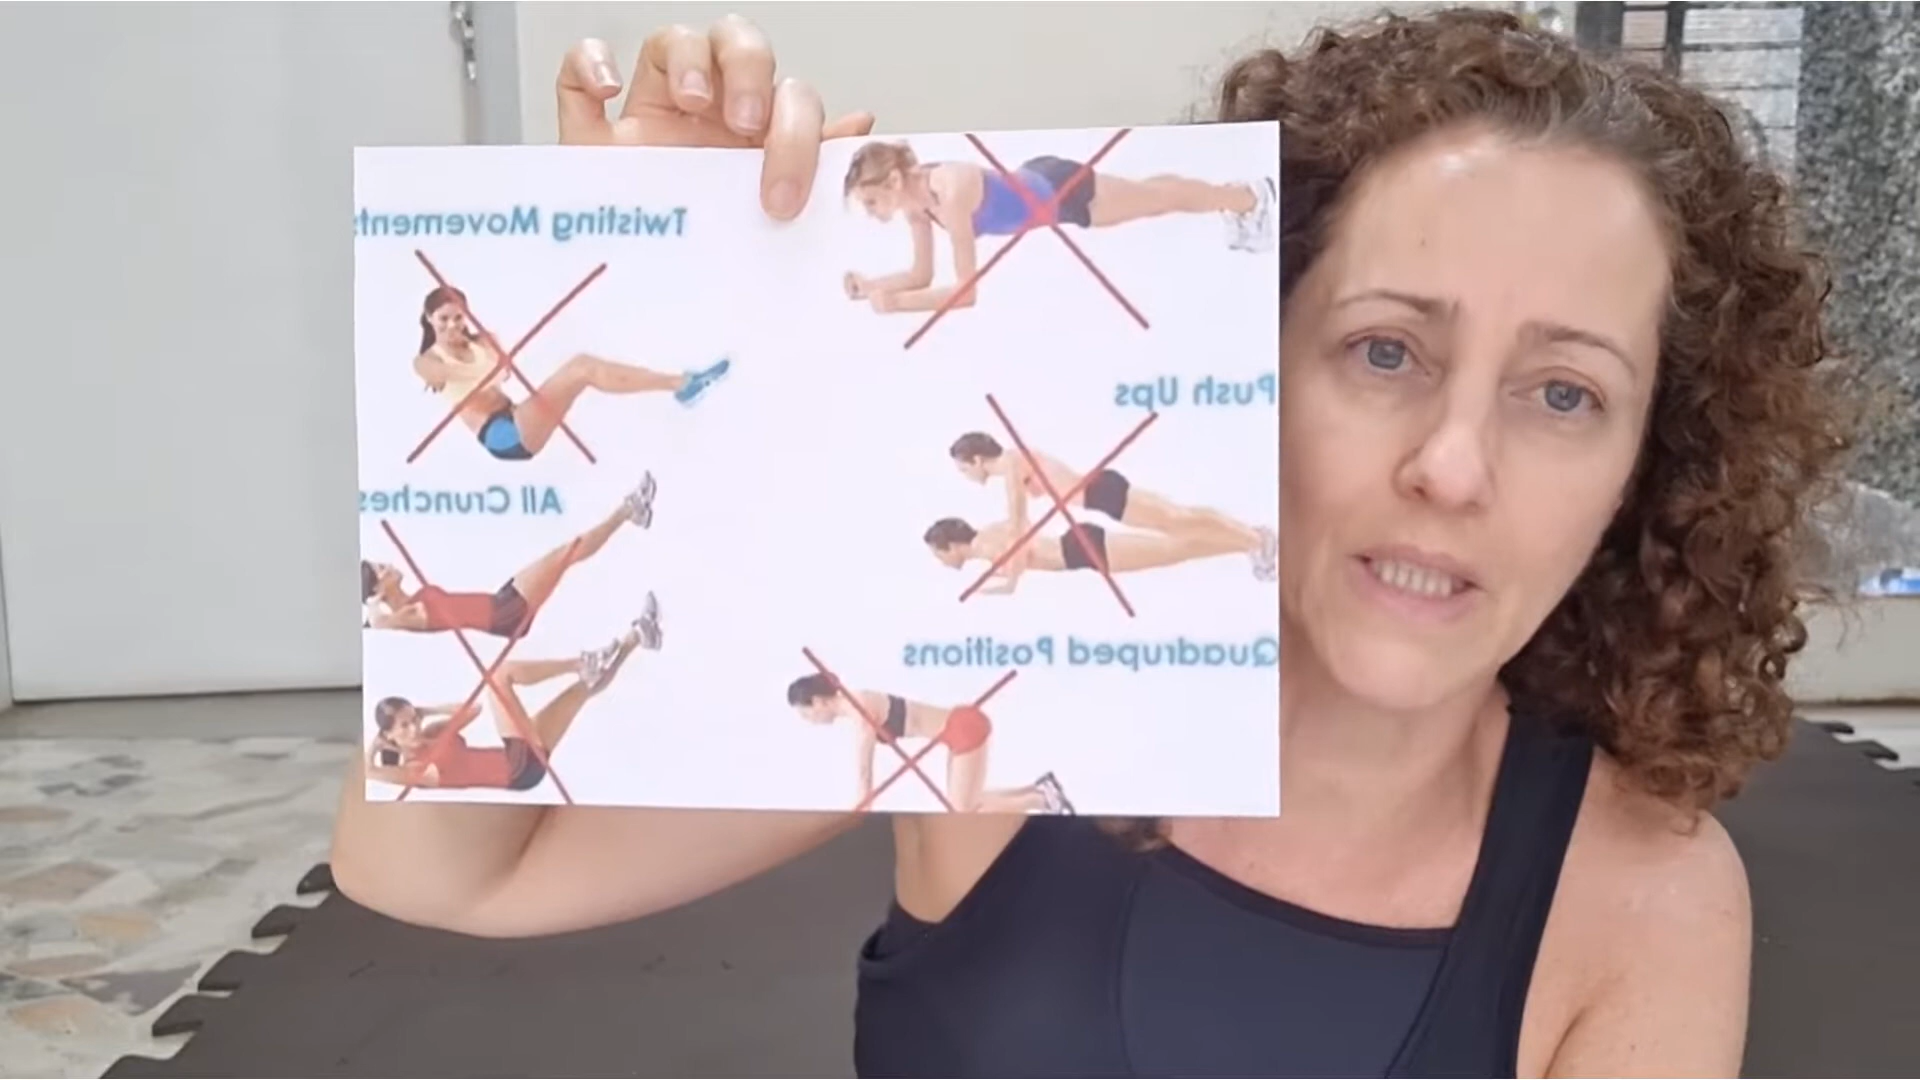 Twisting Movements
Push Ups
All Crunches
Quadruped Positions